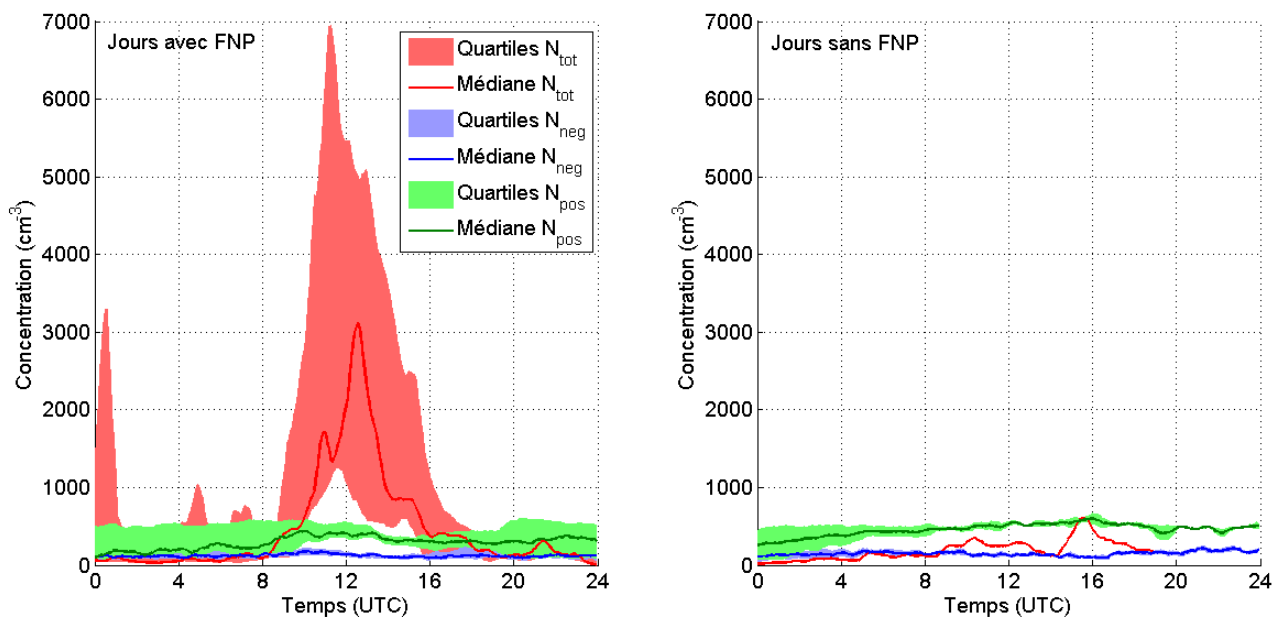 Jours avec FNP
Quartiles N_tot
Médiane N_tot
Quartiles N_neg
Médiane N_neg
Quartiles N_pos
Médiane N_pos
7000
6000
5000
4000
3000
2000
1000
0
Concentration (cm⁻³)
0 4 8 12 16 20 24
Temps (UTC)
Jours sans FNP
7000
6000
5000
4000
3000
2000
1000
0
Concentration (cm⁻³)
0 4 8 12 16 20 24
Temps (UTC)